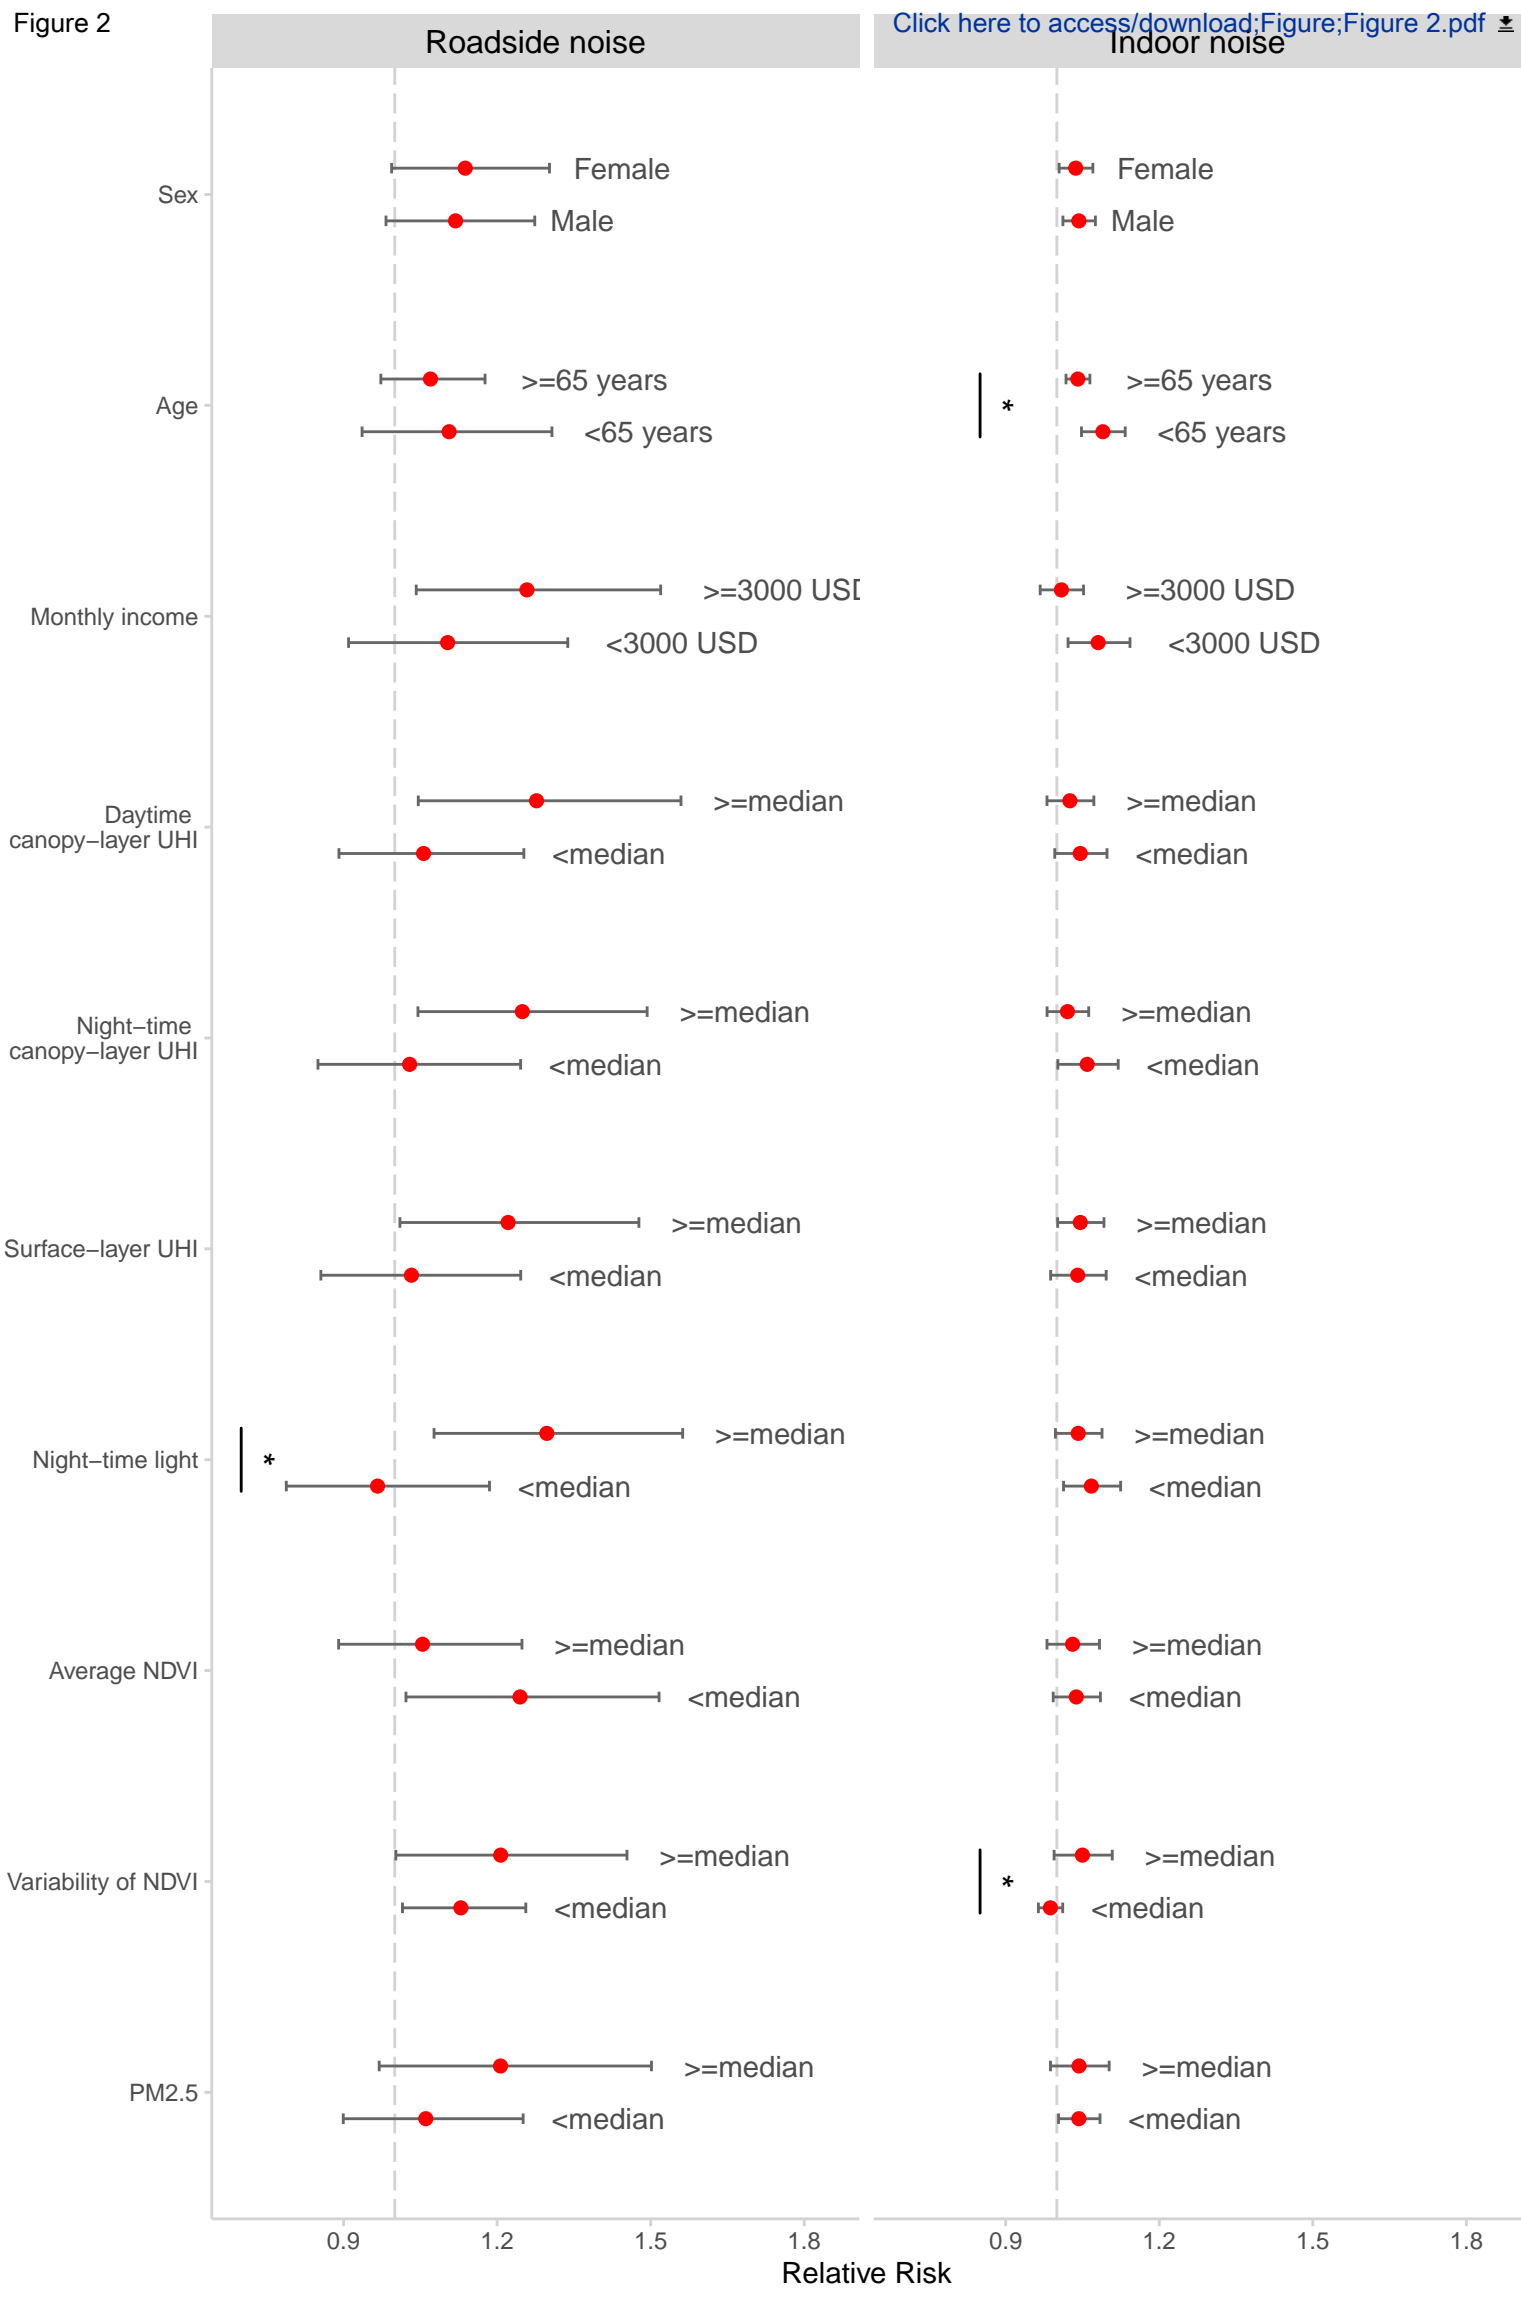 Figure 2
Click here to access/download;Figure;Figure 2.pdf
Roadside noise
Indoor noise
Sex
Female
Male
Female
Male
Age
>=65 years
<65 years
*
>=65 years
<65 years
Monthly income
>=3000 USD
<3000 USD
>=3000 USD
<3000 USD
Daytime
canopy−layer UHI
>=median
<median
>=median
<median
Night−time
canopy−layer UHI
>=median
<median
>=median
<median
Surface−layer UHI
>=median
<median
>=median
<median
Night−time light
*
>=median
<median
>=median
<median
Average NDVI
>=median
<median
>=median
<median
Variability of NDVI
>=median
<median
*
>=median
<median
PM2.5
>=median
<median
>=median
<median
0.9 1.2 1.5 1.8
0.9 1.2 1.5 1.8
Relative Risk